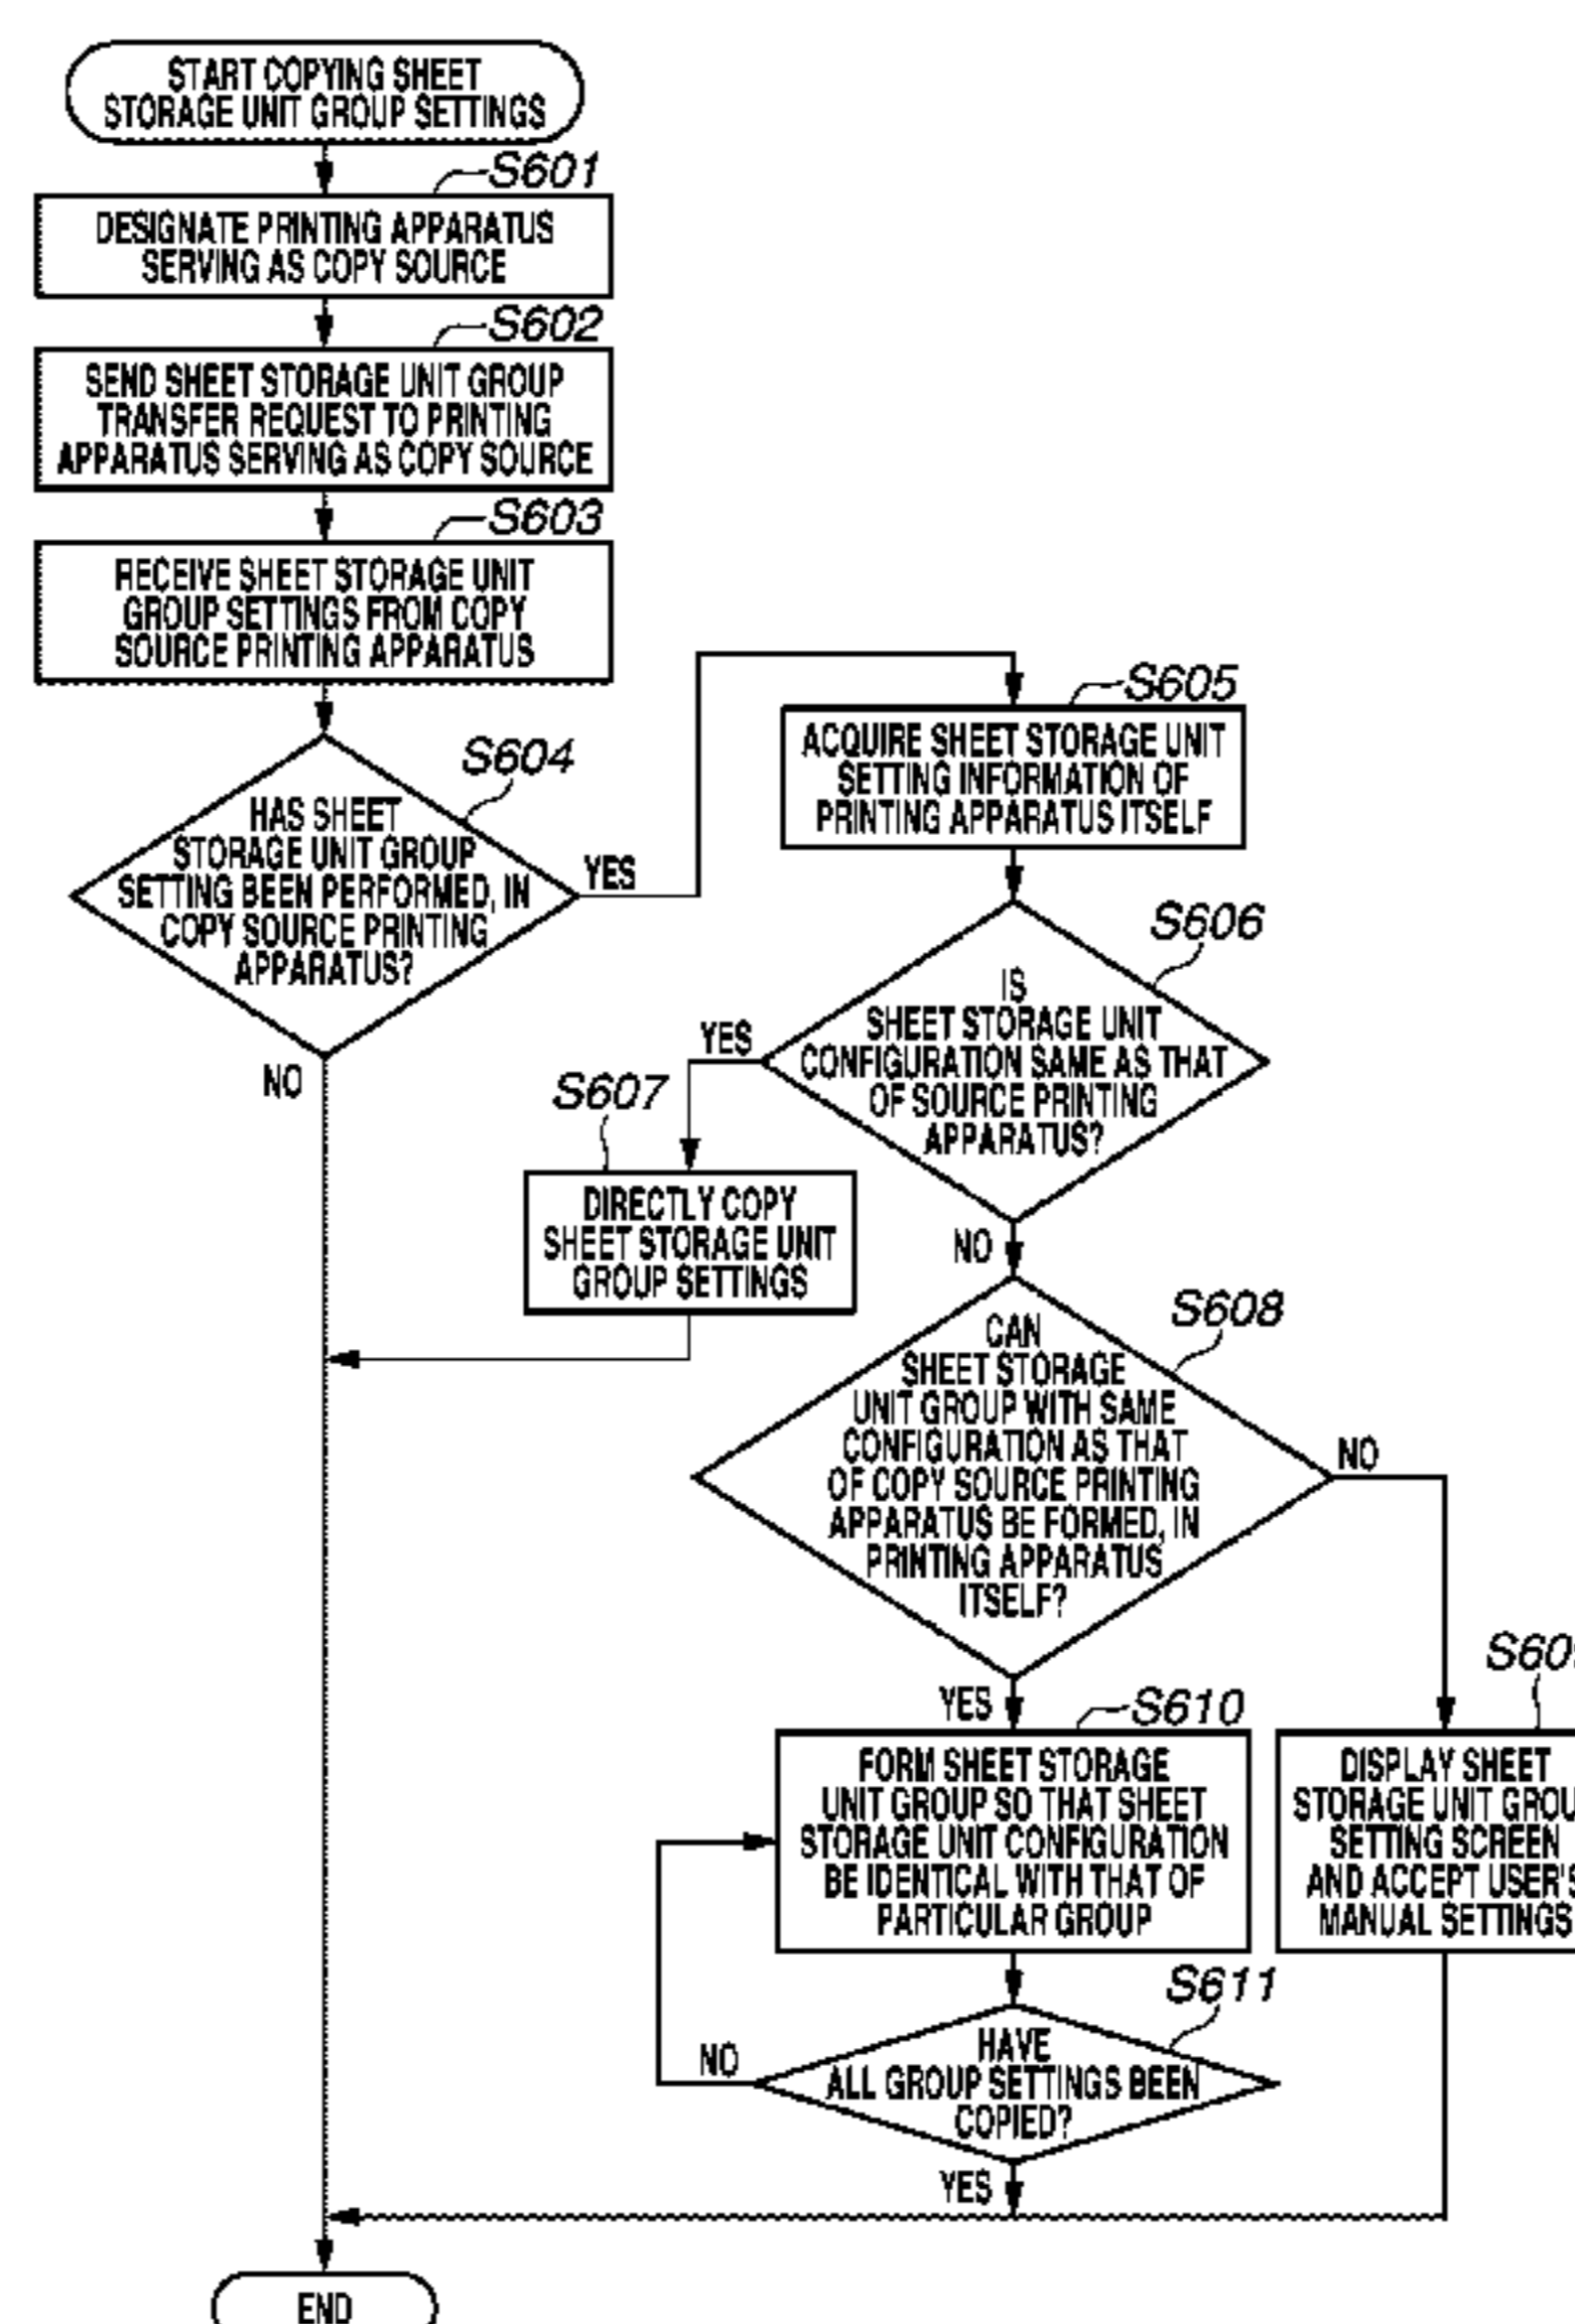 START COPYING SHEET
STORAGE UNIT GROUP SETTINGS
S601
DESIGNATE PRINTING APPARATUS
SERVING AS COPY SOURCE
S602
SEND SHEET STORAGE UNIT GROUP
TRANSFER REQUEST TO PRINTING
APPARATUS SERVING AS COPY SOURCE
S603
RECEIVE SHEET STORAGE UNIT
GROUP SETTINGS FROM COPY
SOURCE PRINTING APPARATUS
S604
HAS SHEET
STORAGE UNIT GROUP
SETTING BEEN PERFORMED, IN
COPY SOURCE PRINTING
APPARATUS?
YES
NO
S605
ACQUIRE SHEET STORAGE UNIT
SETTING INFORMATION OF
PRINTING APPARATUS ITSELF
S606
IS
SHEET STORAGE UNIT
CONFIGURATION SAME AS THAT
OF SOURCE PRINTING
APPARATUS?
YES
NO
S607
DIRECTLY COPY
SHEET STORAGE UNIT
GROUP SETTINGS
S608
CAN
SHEET STORAGE
UNIT GROUP WITH SAME
CONFIGURATION AS THAT
OF COPY SOURCE PRINTING
APPARATUS BE FORMED, IN
PRINTING APPARATUS
ITSELF?
NO
YES
S610
FORM SHEET STORAGE
UNIT GROUP SO THAT SHEET
STORAGE UNIT CONFIGURATION
BE IDENTICAL WITH THAT OF
PARTICULAR GROUP
S609
DISPLAY SHEET
STORAGE UNIT GROU
SETTING SCREEN
AND ACCEPT USER'S
MANUAL SETTINGS
S611
HAVE
ALL GROUP SETTINGS BEEN
COPIED?
NO
YES
END